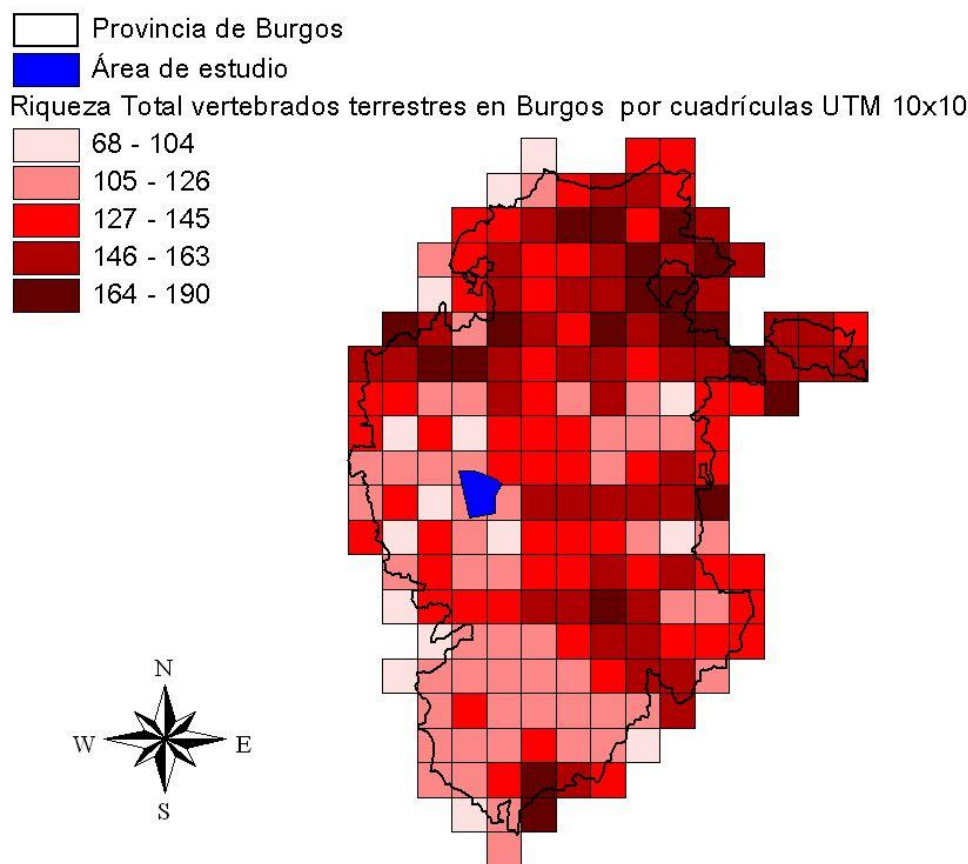 Provincia de Burgos
Área de estudio
Riqueza Total vertebrados terrestres en Burgos por cuadrículas UTM 10x10
68 - 104
105 - 126
127 - 145
146 - 163
164 - 190
N
W E
S